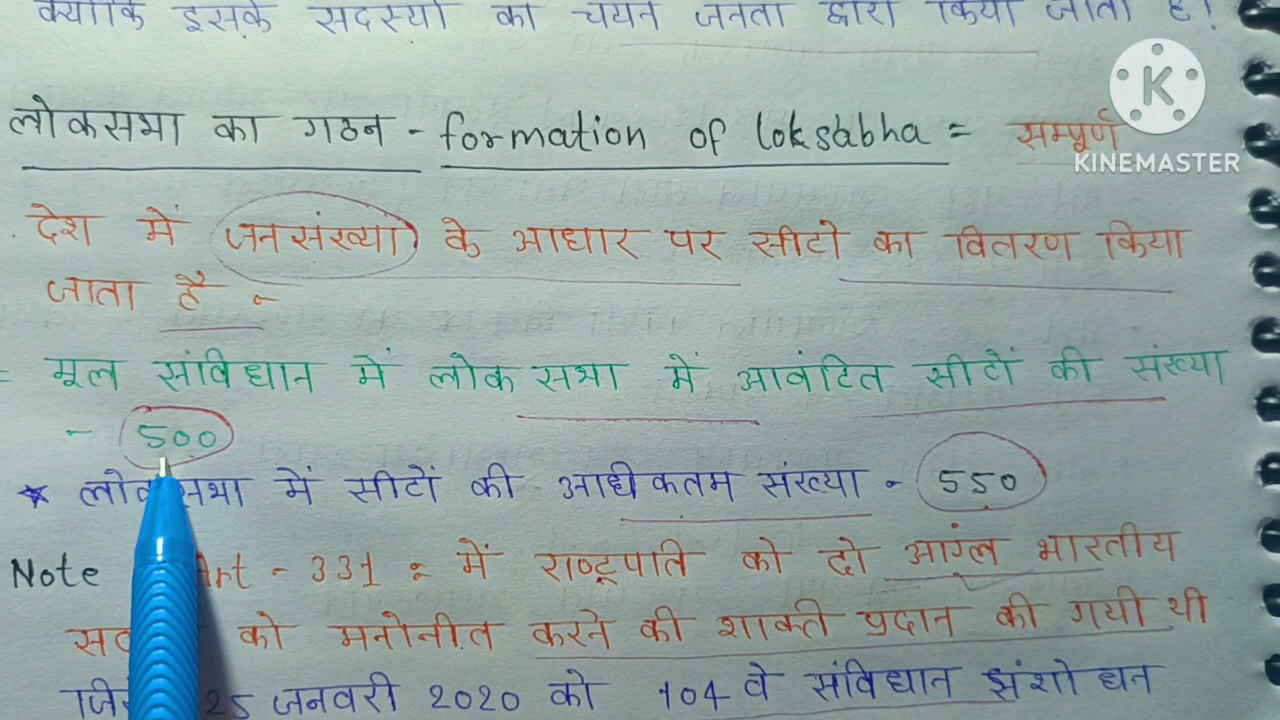 क्योंकि इसके सदस्यों का चयन जनता द्वारा किया जाता है।
K
KINEMASTER
लोकसभा का गठन - formation of loksabha = सम्पूर्ण
देश में जनसंख्या के आधार पर सीटो का वितरण किया
जाता है -
= मूल संविधान में लोक सभा में आवंटित सीटों की संख्या
- 500
* लोकसभा में सीटों की अधिकतम संख्या - 550
Note Art - 331 : में राष्ट्रपति को दो आंग्ल भारतीय
को मनोनीत करने की शक्ति प्रदान की गयी थी
25 जनवरी 2020 को 104 वे संविधान संशोधन